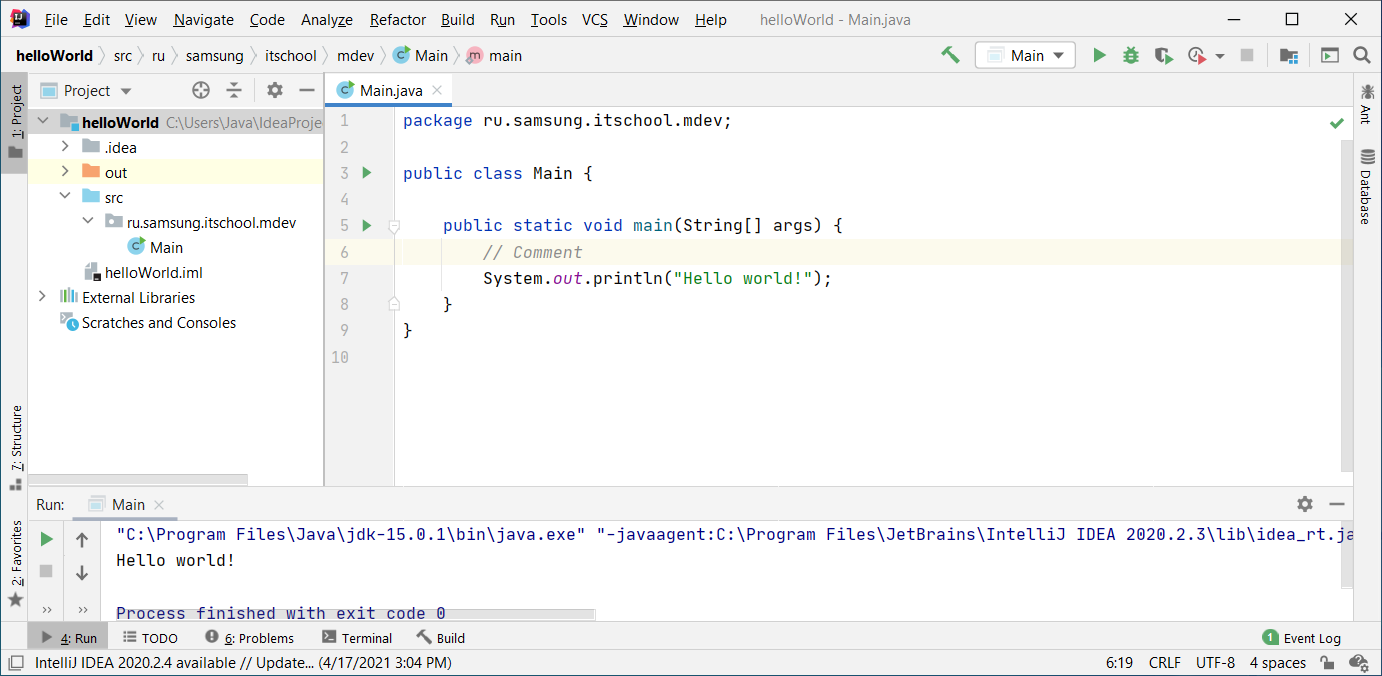 File Edit View Navigate Code Analyze Refactor Build Run Tools VCS Window Help helloWorld - Main.java
helloWorld src ru samsung itschool mdev Main main
Main
1: Project
Project
Main.java
helloWorld C:\Users\Java\IdeaProje
.idea
out
src
ru.samsung.itschool.mdev
Main
helloWorld.iml
External Libraries
Scratches and Consoles
1 package ru.samsung.itschool.mdev;
2
3 public class Main {
4
5 public static void main(String[] args) {
6 // Comment
7 System.out.println("Hello world!");
8 }
9 }
10
Ant
Database
7: Structure
2: Favorites
Run: Main
"C:\Program Files\Java\jdk-15.0.1\bin\java.exe" "-javaagent:C:\Program Files\JetBrains\IntelliJ IDEA 2020.2.3\lib\idea_rt.ja
Hello world!
Process finished with exit code 0
4: Run TODO 6: Problems Terminal Build 1 Event Log
IntelliJ IDEA 2020.2.4 available // Update... (4/17/2021 3:04 PM) 6:19 CRLF UTF-8 4 spaces